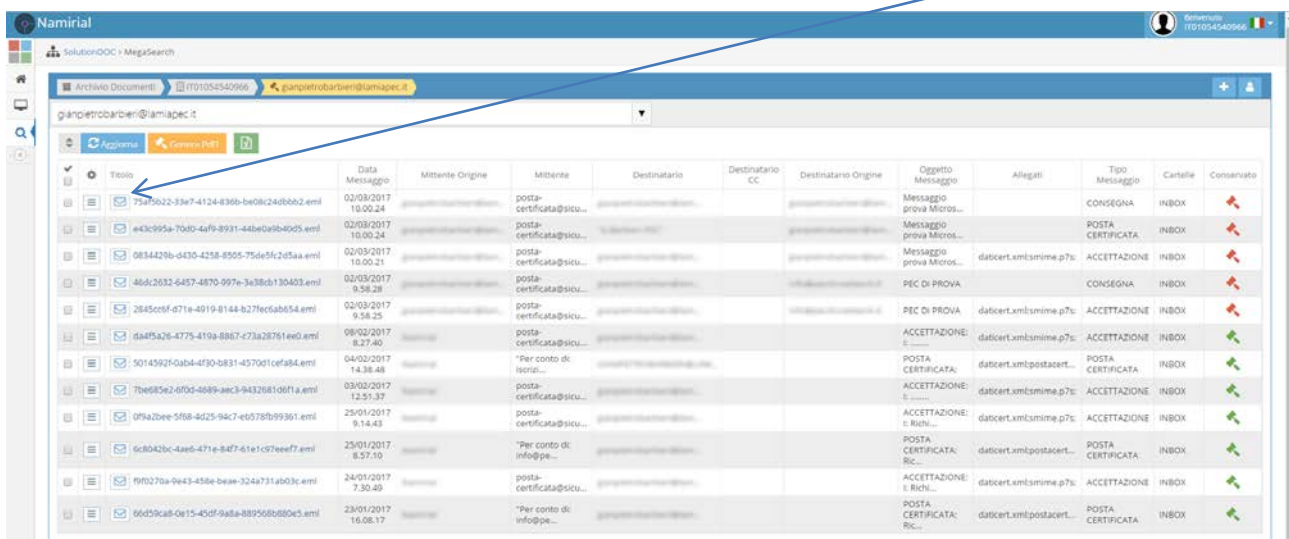 Namirial
Benvenuto
IT01054540966
SolutionDOC › MegaSearch
Archivio Documenti IT01054540966 gianpietrobarbieri@lamiapec.it
gianpietrobarbieri@lamiapec.it
Aggiorna Genera PdD
Titolo Data Messaggio Mittente Origine Mittente Destinatario Destinatario CC Destinatario Origine Oggetto Messaggio Allegati Tipo Messaggio Cartelle Conservato
75af5b22-33e7-4124-836b-be08c24dbbb2.eml 02/03/2017 10.00.24 posta-certificata@sicu... Messaggio prova Micros... CONSEGNA INBOX
e43c995a-70d0-4af9-8931-44be0a9b40d5.eml 02/03/2017 10.00.24 posta-certificata@sicu... Messaggio prova Micros... POSTA CERTIFICATA INBOX
0834429b-d430-4258-8505-75de5fc2d5aa.eml 02/03/2017 10.00.21 posta-certificata@sicu... Messaggio prova Micros... daticert.xml:smime.p7s: ACCETTAZIONE INBOX
46dc2632-6457-4870-997e-3e38cb130403.eml 02/03/2017 9.58.28 posta-certificata@sicu... PEC DI PROVA CONSEGNA INBOX
2845cc6f-d71e-4919-8144-b27fec6ab654.eml 02/03/2017 9.58.25 posta-certificata@sicu... PEC DI PROVA daticert.xml:smime.p7s: ACCETTAZIONE INBOX
da4f5a26-4775-419a-8867-c73a28761ee0.eml 08/02/2017 8.27.40 posta-certificata@sicu... ACCETTAZIONE: I: ........ daticert.xml:smime.p7s: ACCETTAZIONE INBOX
5014592f-0ab4-4f30-b831-4570d1cefa84.eml 04/02/2017 14.38.48 "Per conto di: iscrizi... POSTA CERTIFICATA: daticert.xml:postacert... POSTA CERTIFICATA INBOX
7be685e2-6f0d-4689-aec3-9432681d6f1a.eml 03/02/2017 12.51.37 posta-certificata@sicu... ACCETTAZIONE: I: ........ daticert.xml:smime.p7s: ACCETTAZIONE INBOX
0f9a2bee-5f68-4d25-94c7-eb578fb99361.eml 25/01/2017 9.14.43 posta-certificata@sicu... ACCETTAZIONE: I: Richi... daticert.xml:smime.p7s: ACCETTAZIONE INBOX
6c8042bc-4ae6-471e-84f7-61e1c97eeef7.eml 25/01/2017 8.57.10 "Per conto di: info@pe... POSTA CERTIFICATA: Ric... daticert.xml:postacert... POSTA CERTIFICATA INBOX
f9f0270a-9e43-458e-beae-324a731ab03c.eml 24/01/2017 7.30.49 posta-certificata@sicu... ACCETTAZIONE: I: Richi... daticert.xml:smime.p7s: ACCETTAZIONE INBOX
66d59ca8-0e15-45df-9a8a-889568b880e5.eml 23/01/2017 16.08.17 "Per conto di: info@pe... POSTA CERTIFICATA: Ric... daticert.xml:postacert... POSTA CERTIFICATA INBOX